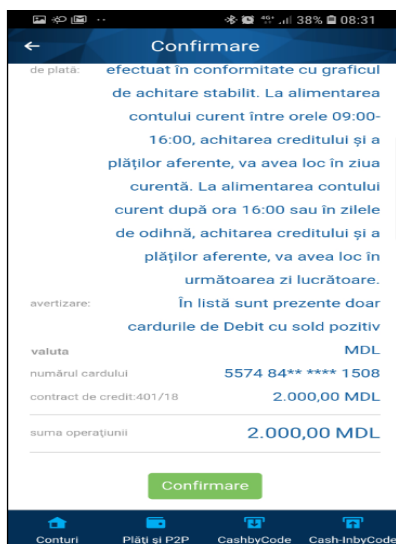 38% 08:31
Confirmare
de plată: efectuat în conformitate cu graficul
de achitare stabilit. La alimentarea
contului curent între orele 09:00-
16:00, achitarea creditului și a
plăților aferente, va avea loc în ziua
curentă. La alimentarea contului
curent după ora 16:00 sau în zilele
de odihnă, achitarea creditului și a
plăților aferente, va avea loc în
următoarea zi lucrătoare.
avertizare: În listă sunt prezente doar
cardurile de Debit cu sold pozitiv
valuta MDL
numărul cardului 5574 84** **** 1508
contract de credit:401/18 2.000,00 MDL
suma operațiunii 2.000,00 MDL
Confirmare
Conturi Plăți și P2P CashbyCode Cash-InbyCode